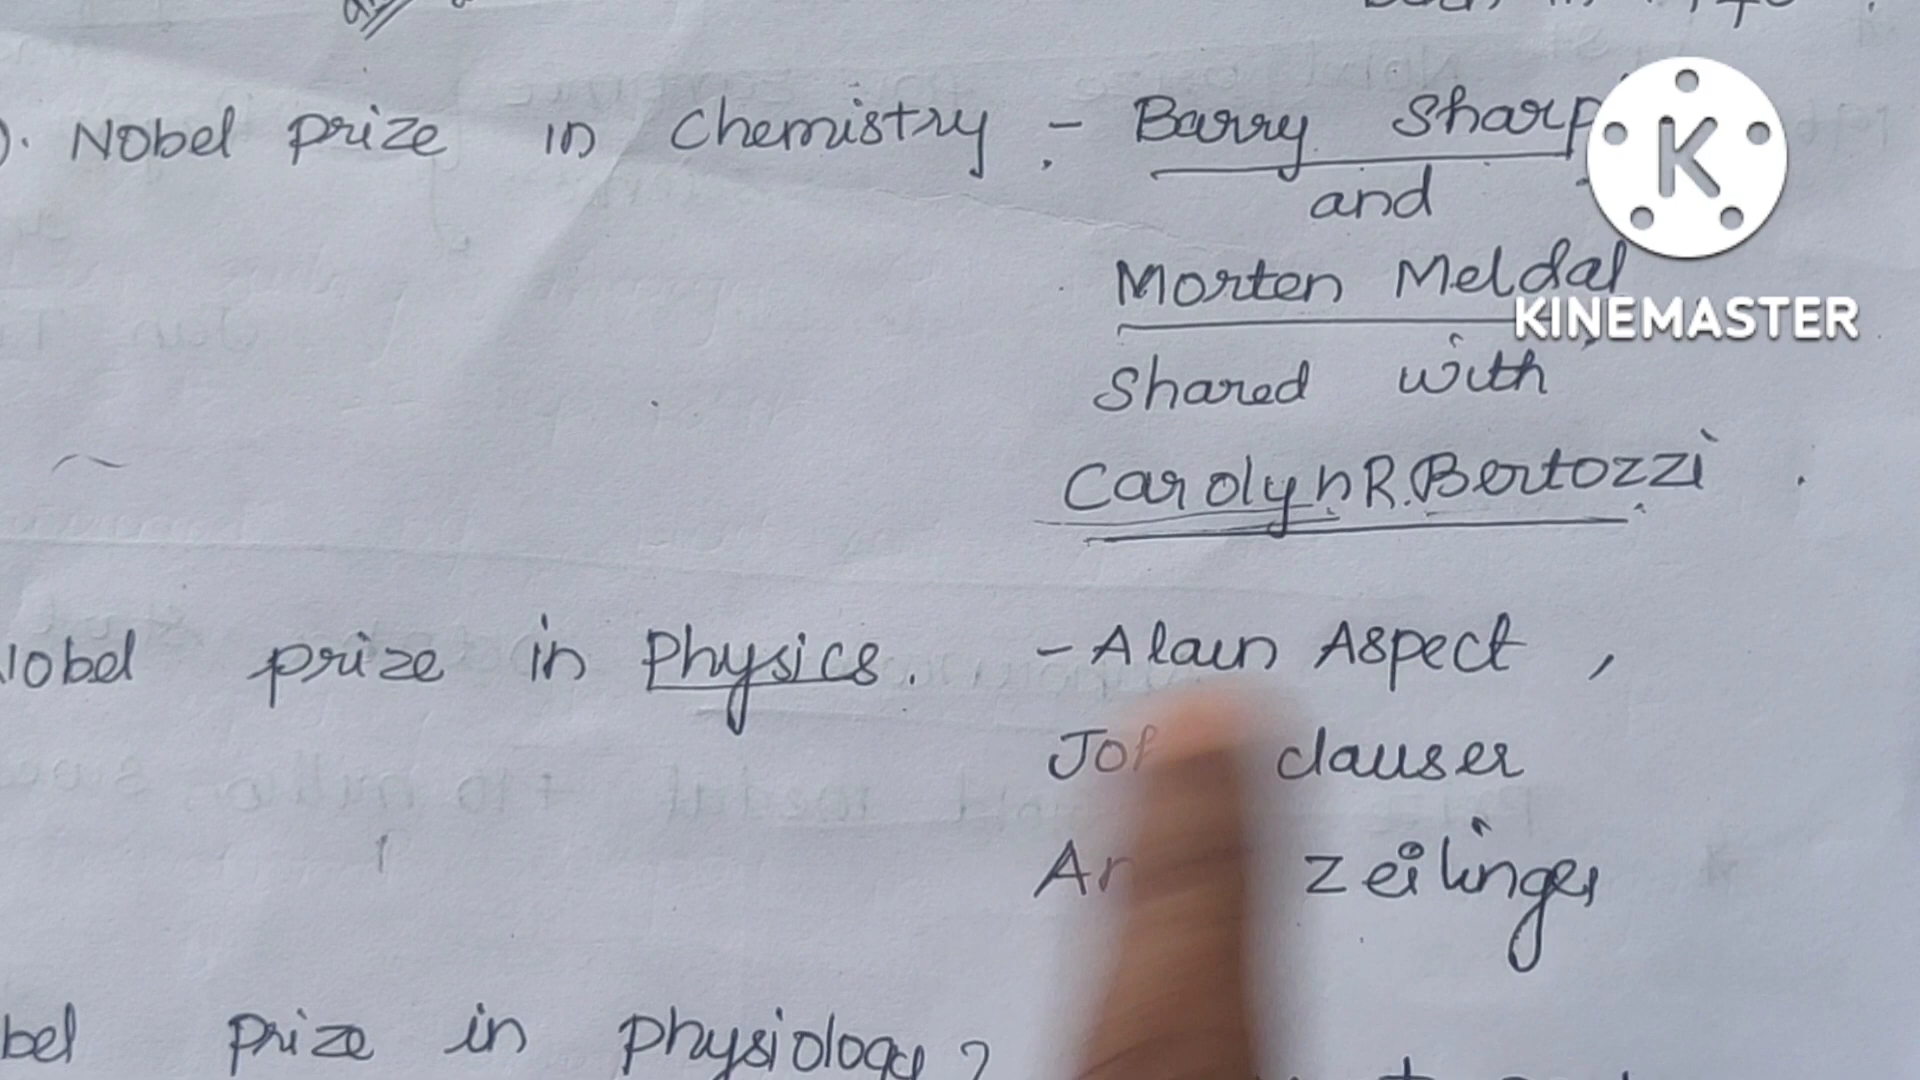 Nobel prize in Chemistry :- Barry Sharp
and
Morten Meldal
KINEMASTER
Shared with
Carolyn R. Bertozzi
Nobel prize in Physics. - Alain Aspect ,
clauser
zeilinger
prize in physiology